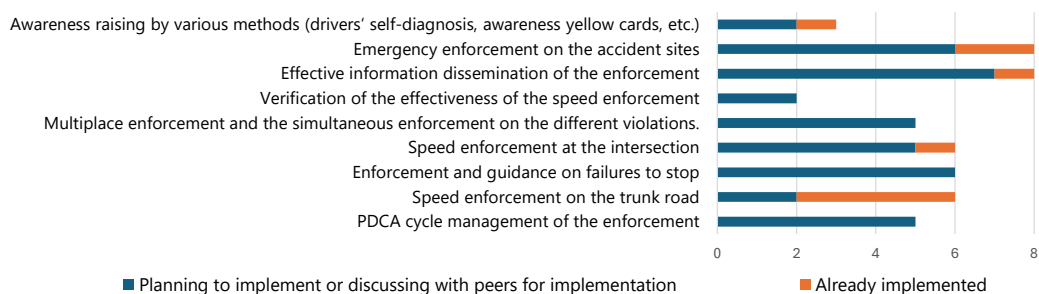 Awareness raising by various methods (drivers’ self-diagnosis, awareness yellow cards, etc.)
Emergency enforcement on the accident sites
Effective information dissemination of the enforcement
Verification of the effectiveness of the speed enforcement
Multiplace enforcement and the simultaneous enforcement on the different violations.
Speed enforcement at the intersection
Enforcement and guidance on failures to stop
Speed enforcement on the trunk road
PDCA cycle management of the enforcement
0 2 4 6 8
Planning to implement or discussing with peers for implementation Already implemented